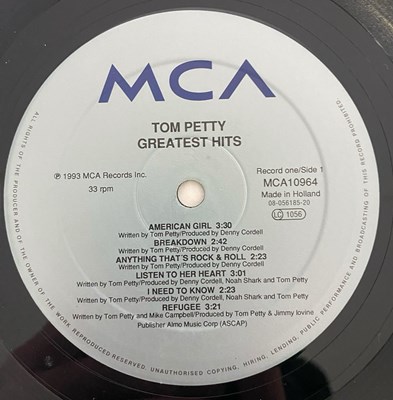 MCA
TOM PETTY
GREATEST HITS
℗ 1993 MCA Records Inc.
33 rpm
Record one/Side 1
MCA10964
Made in Holland
08-056185-20
LC 1056
AMERICAN GIRL 3:30
Written by Tom Petty/Produced by Denny Cordell
BREAKDOWN 2:42
Written by Tom Petty/Produced by Denny Cordell
ANYTHING THAT'S ROCK & ROLL 2:23
Written by Tom Petty/Produced by Denny Cordell
LISTEN TO HER HEART 3:01
Written by Tom Petty/Produced by Denny Cordell, Noah Shark and Tom Petty
I NEED TO KNOW 2:23
Written by Tom Petty/Produced by Denny Cordell, Noah Shark and Tom Petty
REFUGEE 3:21
Written by Tom Petty and Mike Campbell/Produced by Tom Petty & Jimmy Iovine
Publisher Almo Music Corp (ASCAP)
ALL RIGHTS OF THE PRODUCER AND OF THE OWNER OF THE WORK REPRODUCED RESERVED. UNAUTHORISED COPYING, HIRING, LENDING, PUBLIC PERFORMANCE AND BROADCASTING OF THIS RECORD PROHIBITED